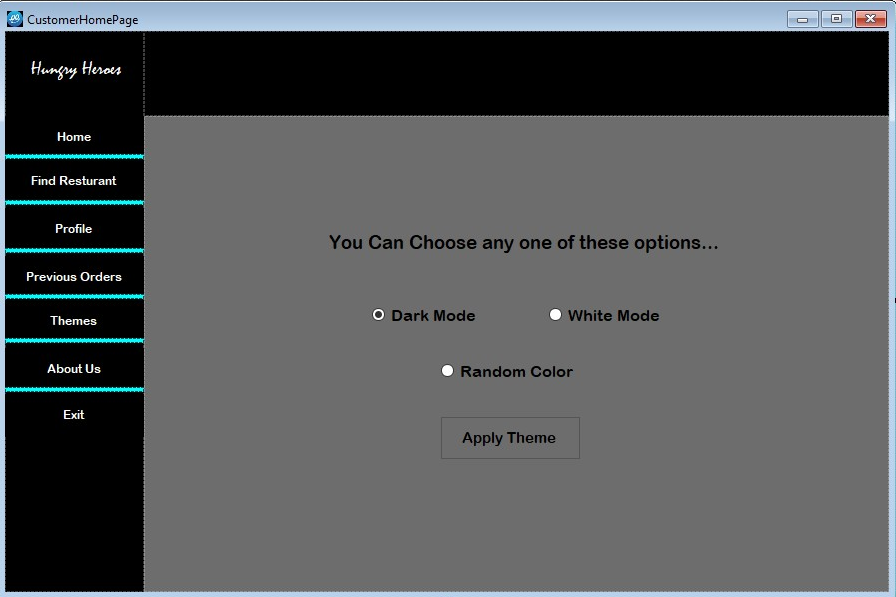 CustomerHomePage
Hungry Heroes
Home
Find Resturant
Profile
Previous Orders
Themes
About Us
Exit
You Can Choose any one of these options...
Dark Mode
White Mode
Random Color
Apply Theme